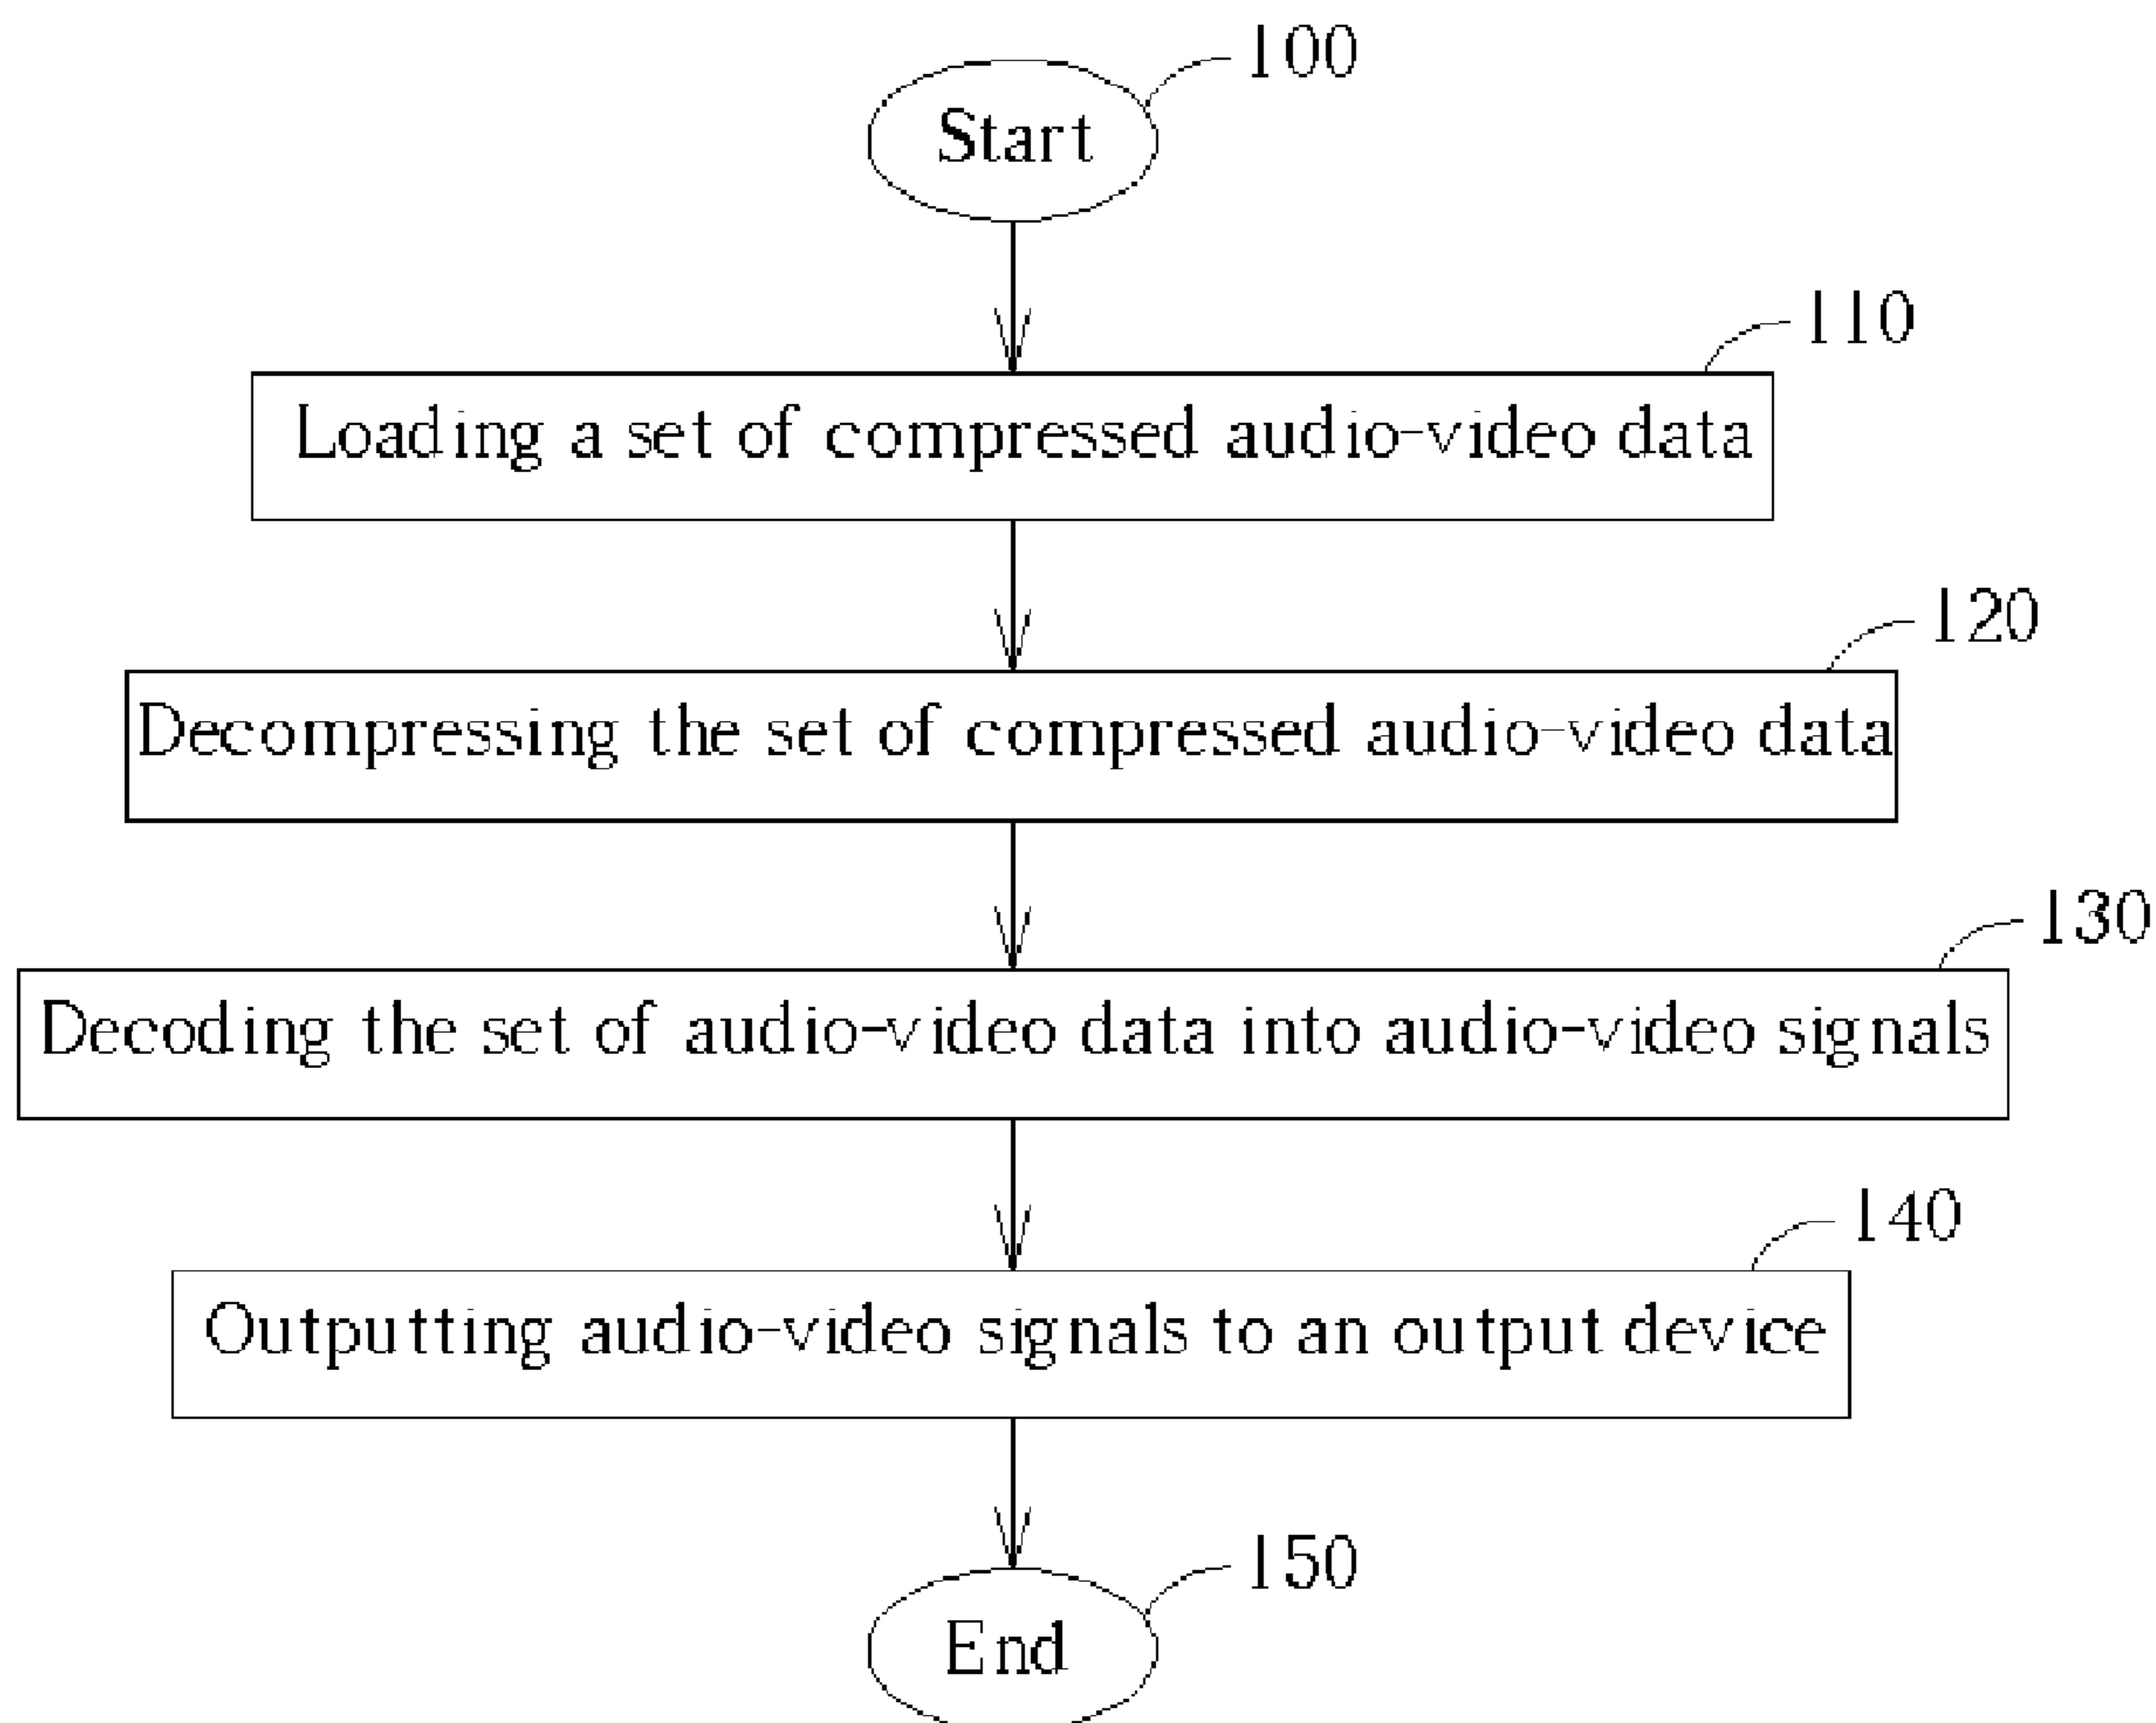 100
Start
110
Loading a set of compressed audio-video data
120
Decompressing the set of compressed audio-video data
130
Decoding the set of audio-video data into audio-video signals
140
Outputting audio-video signals to an output device
150
End